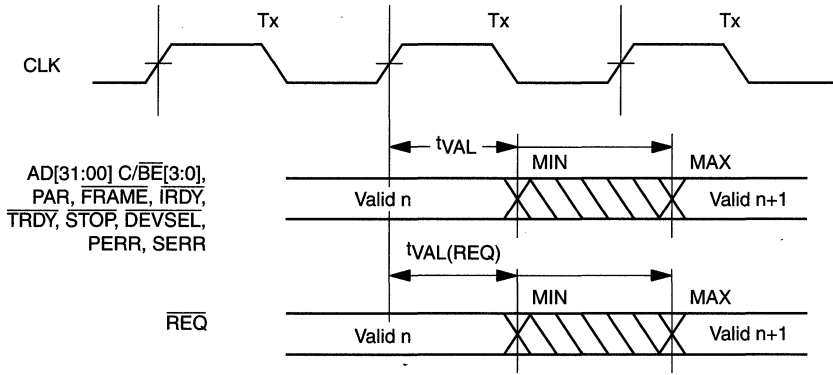 Tx Tx Tx
CLK
tVAL
MIN MAX
AD[31:00] C/BE[3:0],
PAR, FRAME, IRDY,
TRDY, STOP, DEVSEL,
PERR, SERR
Valid n Valid n+1
tVAL(REQ)
MIN MAX
REQ
Valid n Valid n+1